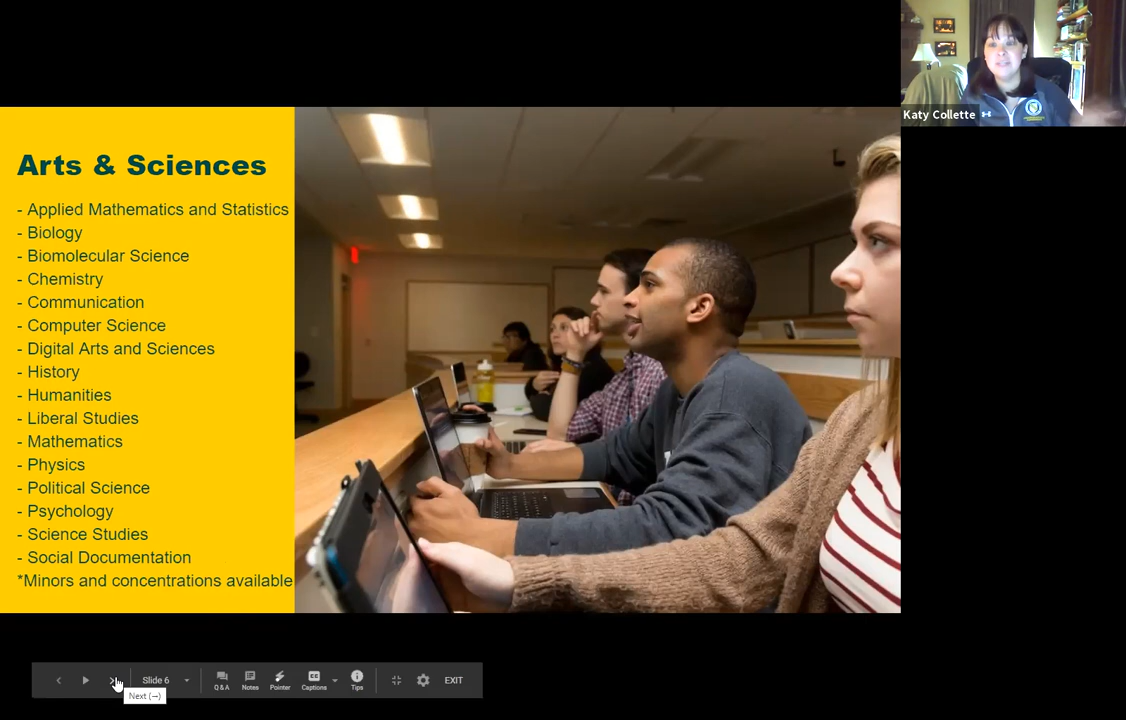 Katy Collette
Arts & Sciences
- Applied Mathematics and Statistics
- Biology
- Biomolecular Science
- Chemistry
- Communication
- Computer Science
- Digital Arts and Sciences
- History
- Humanities
- Liberal Studies
- Mathematics
- Physics
- Political Science
- Psychology
- Science Studies
- Social Documentation
*Minors and concentrations available
Slide 6
Q & A
Notes
Pointer
CC
Captions
Tips
EXIT
Next (→)